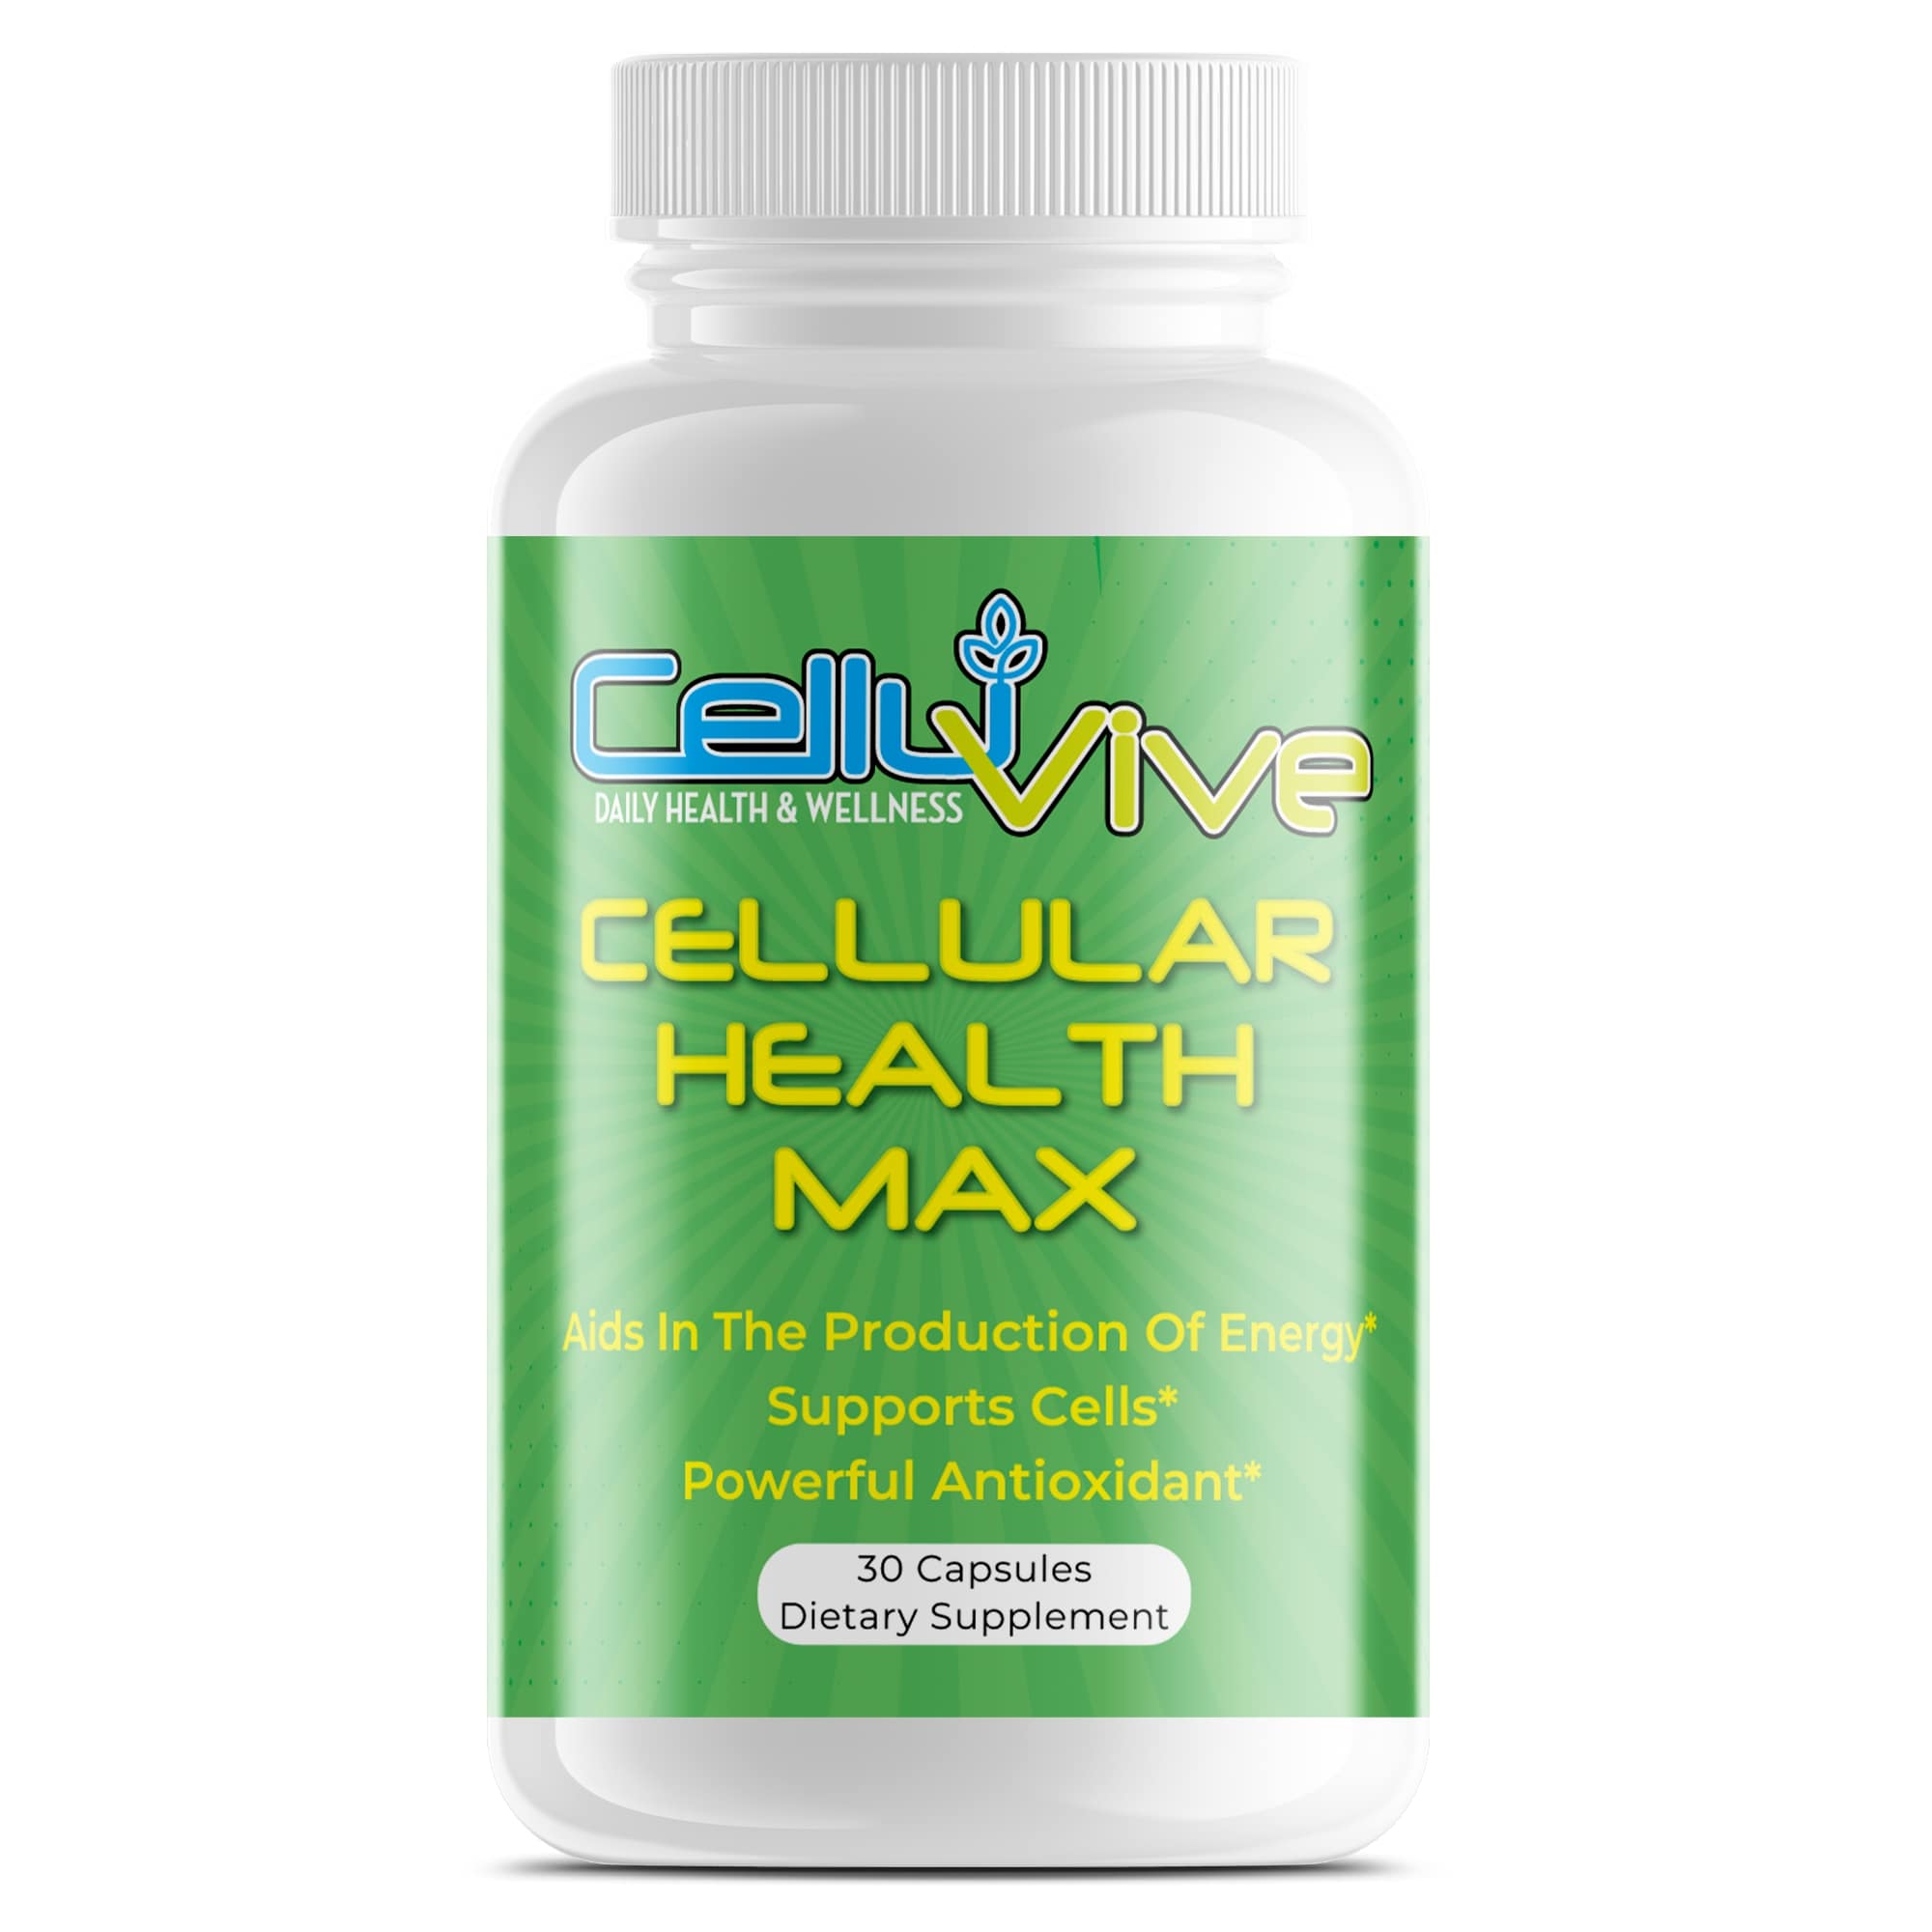 CelluVive
DAILY HEALTH & WELLNESS
CELLULAR
HEALTH
MAX
Aids In The Production Of Energy*
Supports Cells*
Powerful Antioxidant*
30 Capsules
Dietary Supplement